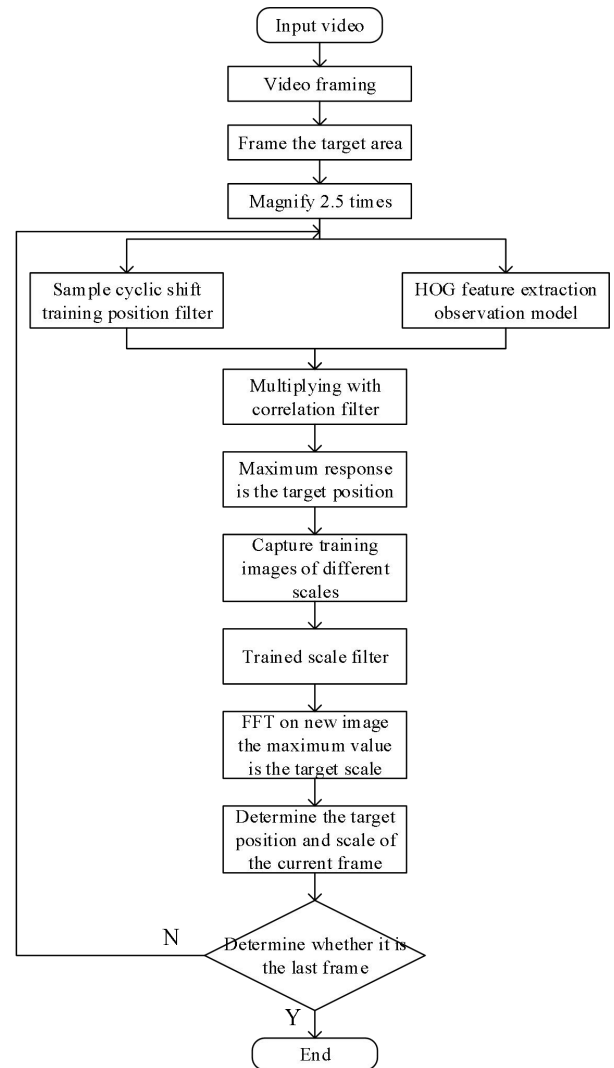 Input video
Video framing
Frame the target area
Magnify 2.5 times
Sample cyclic shift
training position filter
HOG feature extraction
observation model
Multiplying with
correlation filter
Maximum response
is the target position
Capture training
images of different
scales
Trained scale filter
FFT on new image
the maximum value
is the target scale
Determine the target
position and scale of
the current frame
N
Determine whether it is
the last frame
Y
End